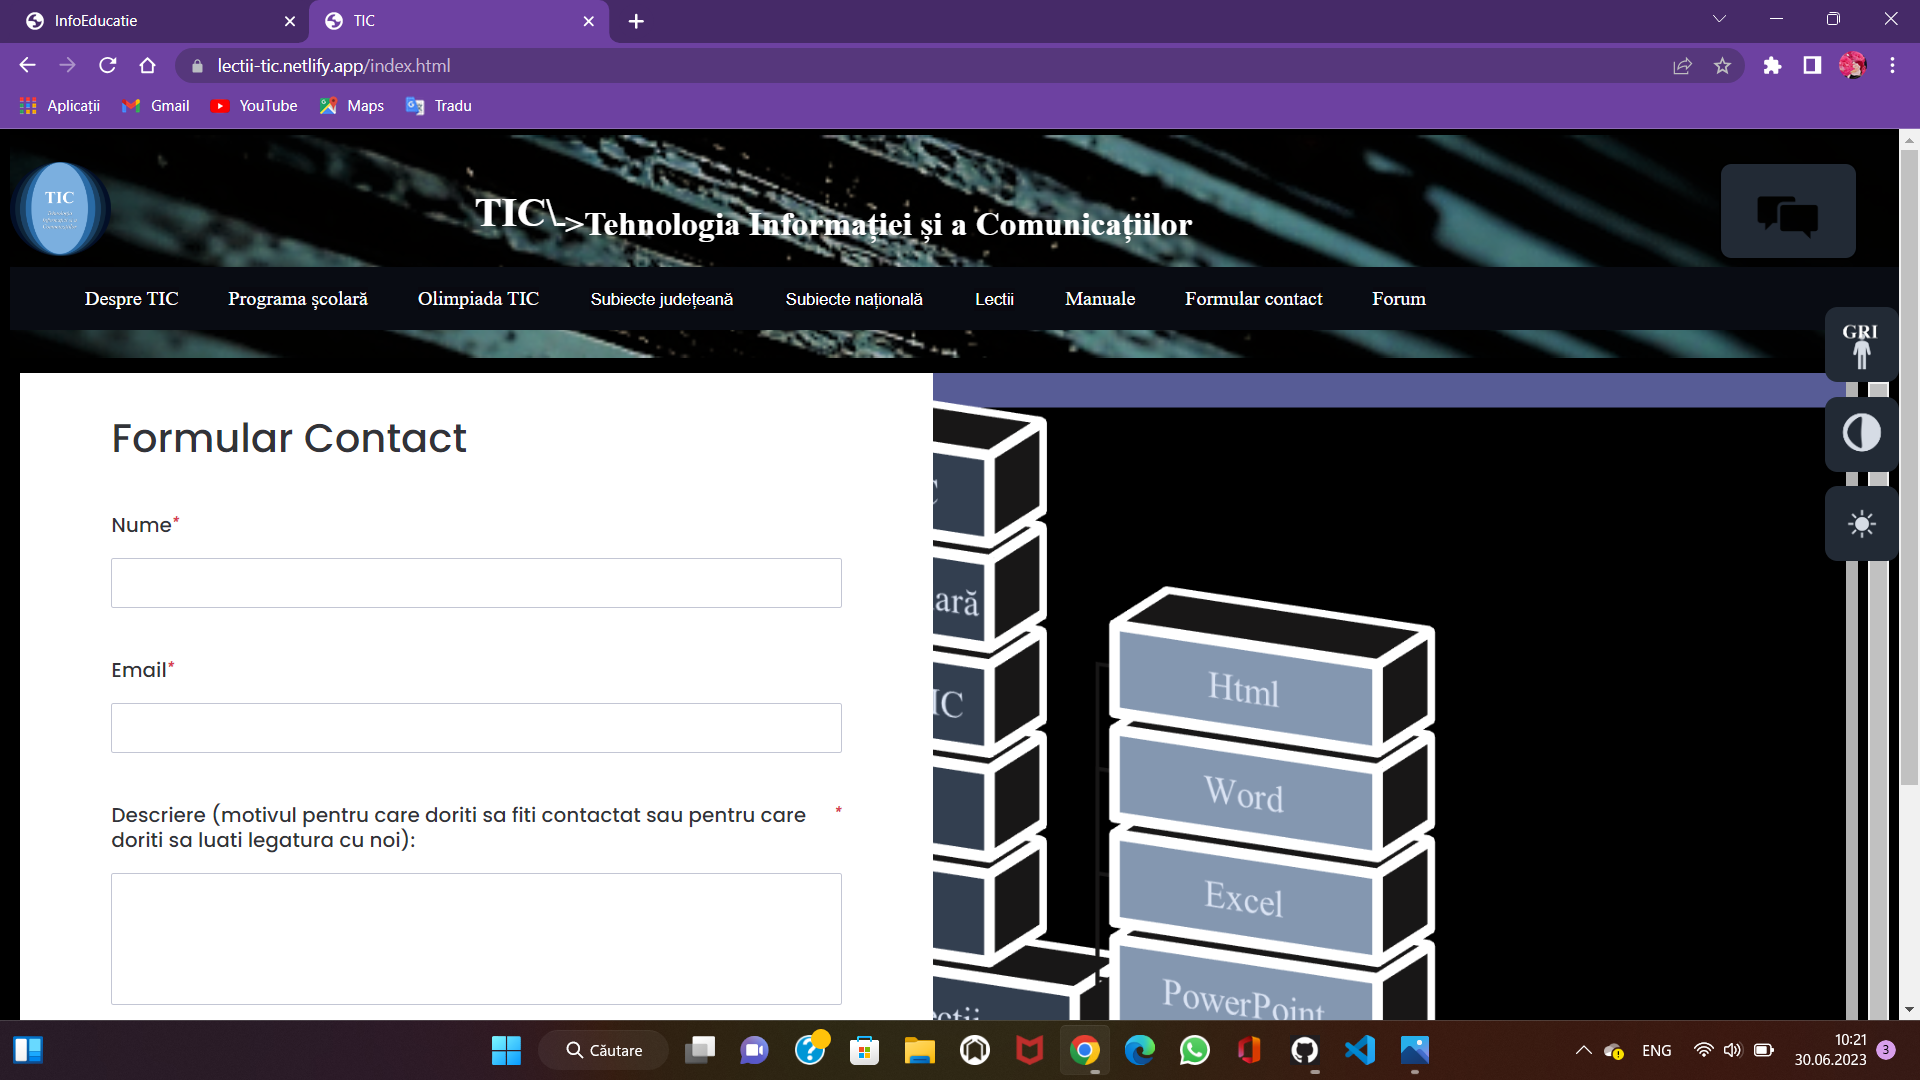 InfoEducatie
TIC
lectii-tic.netlify.app/index.html
Aplicații
Gmail
YouTube
Maps
Tradu
TIC
TIC\->Tehnologia Informației și a Comunicațiilor
Despre TIC
Programa școlară
Olimpiada TIC
Subiecte județeană
Subiecte națională
Lectii
Manuale
Formular contact
Forum
GRI
Formular Contact
Nume*
Email*
Descriere (motivul pentru care doriti sa fiti contactat sau pentru care *
doriti sa luati legatura cu noi):
ară
IC
ectii
Html
Word
Excel
PowerPoint
Căutare
ENG
10:21
30.06.2023
3